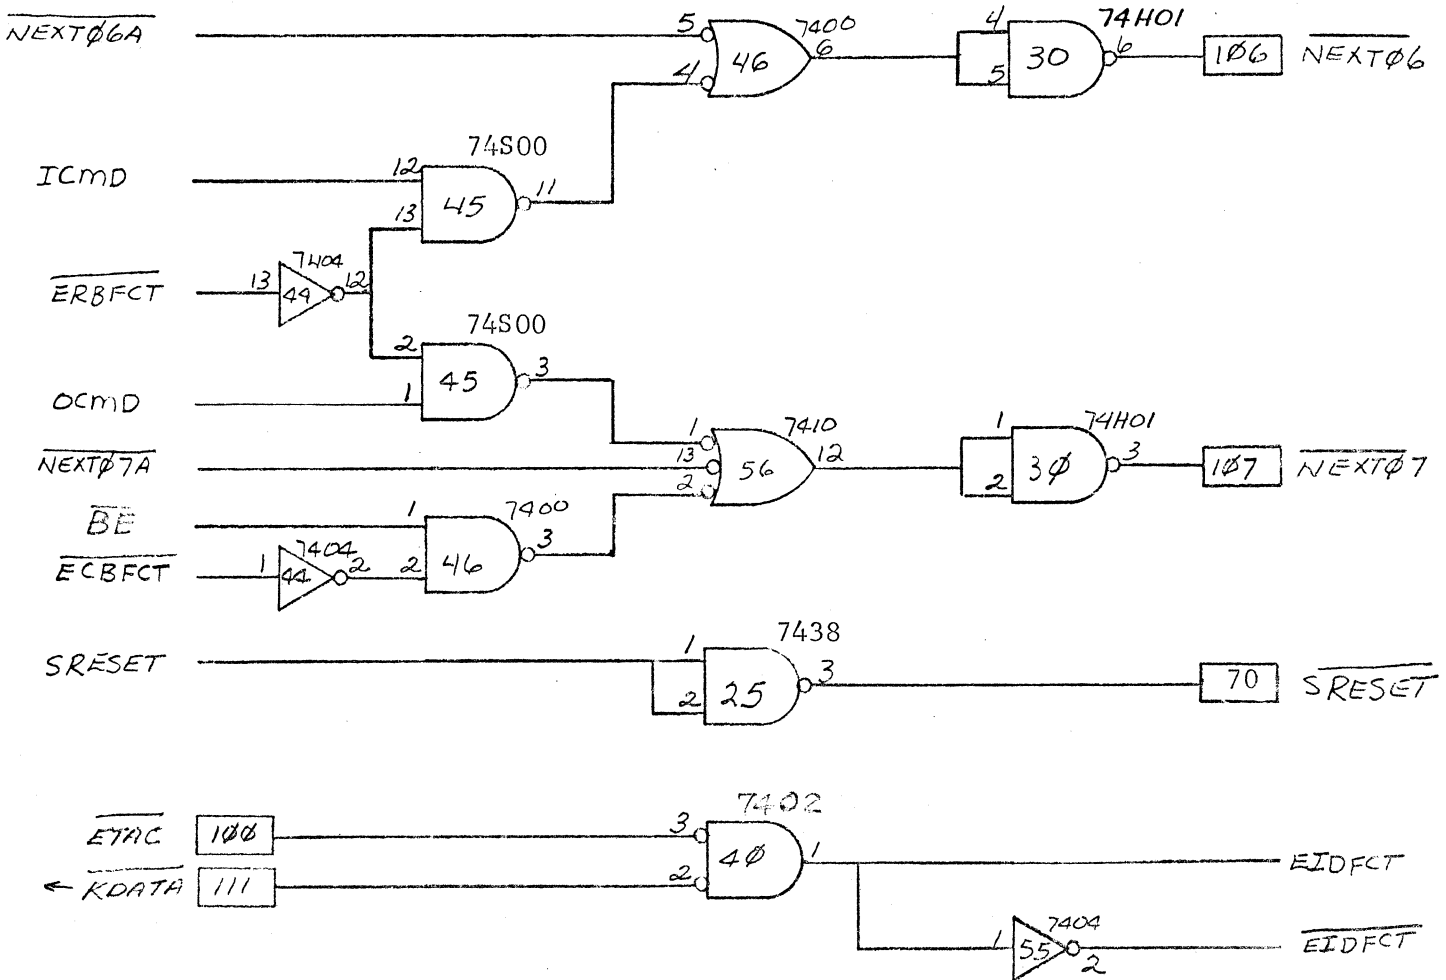 NEXTØ6A
5
7400
46
6
4
4
74H01
30
6
5
1Ø6
NEXTØ6
74S00
ICMD
12
45
11
13
ERBFCT
13
7404
44
12
74S00
2
45
3
OCMD
1
1
7410
56
12
13
2
NEXTØ7A
1
74H01
3Ø
3
2
1Ø7
NEXTØ7
BE
1
7400
46
3
2
ECBFCT
1
7404
44
2
SRESET
7438
1
25
3
2
70
SRESET
7402
ETAC
1ØØ
3
4Ø
1
EIDFCT
← KDATA
111
2
1
7404
55
2
EIDFCT